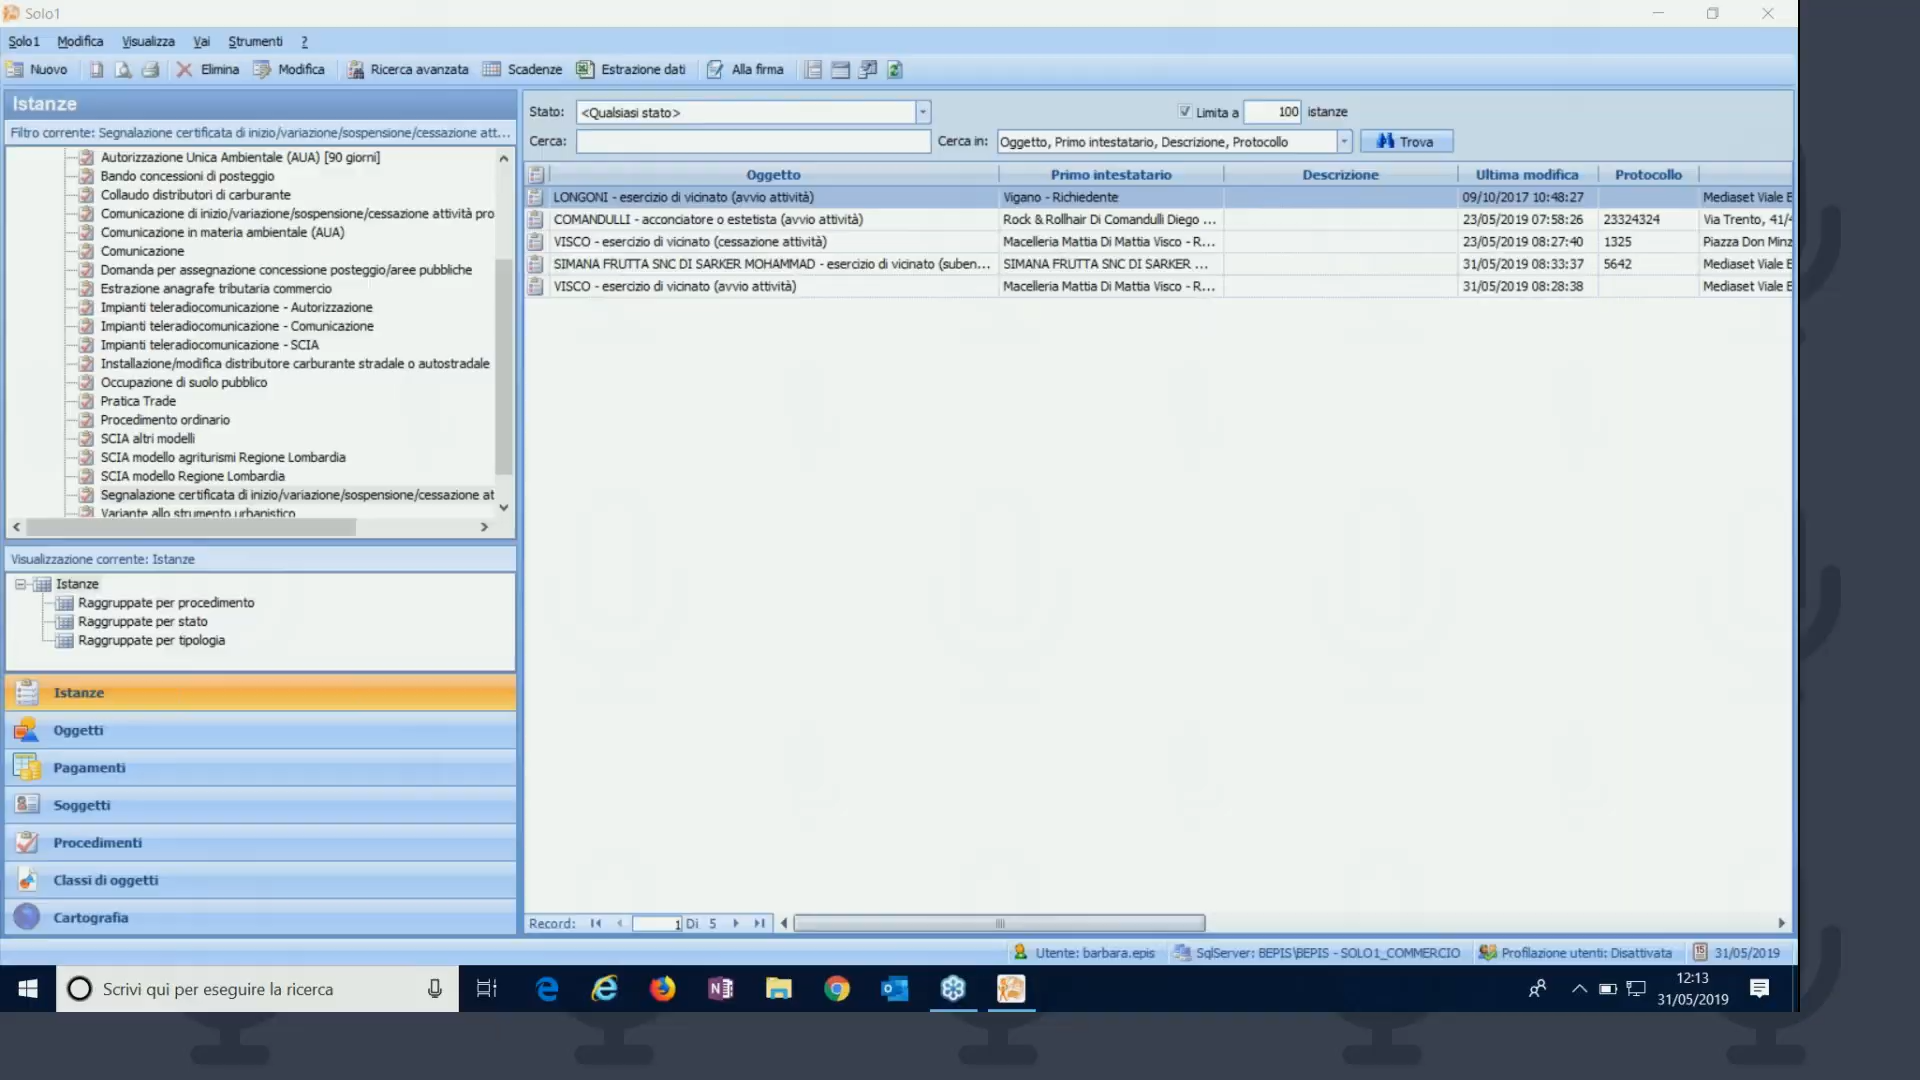 Solo1
Solo1 Modifica Visualizza Vai Strumenti ?
Nuovo Elimina Modifica Ricerca avanzata Scadenze Estrazione dati Alla firma
Istanze
Filtro corrente: Segnalazione certificata di inizio/variazione/sospensione/cessazione att...
Autorizzazione Unica Ambientale (AUA) [90 giorni]
Bando concessioni di posteggio
Collaudo distributori di carburante
Comunicazione di inizio/variazione/sospensione/cessazione attività pro
Comunicazione in materia ambientale (AUA)
Comunicazione
Domanda per assegnazione concessione posteggio/aree pubbliche
Estrazione anagrafe tributaria commercio
Impianti teleradiocomunicazione - Autorizzazione
Impianti teleradiocomunicazione - Comunicazione
Impianti teleradiocomunicazione - SCIA
Installazione/modifica distributore carburante stradale o autostradale
Occupazione di suolo pubblico
Pratica Trade
Procedimento ordinario
SCIA altri modelli
SCIA modello agriturismi Regione Lombardia
SCIA modello Regione Lombardia
Segnalazione certificata di inizio/variazione/sospensione/cessazione at
Variante allo strumento urbanistico
Visualizzazione corrente: Istanze
Istanze
Raggruppate per procedimento
Raggruppate per stato
Raggruppate per tipologia
Istanze
Oggetti
Pagamenti
Soggetti
Procedimenti
Classi di oggetti
Cartografia
Stato: <Qualsiasi stato> Limita a 100 istanze
Cerca: Cerca in: Oggetto, Primo intestatario, Descrizione, Protocollo Trova
Oggetto Primo intestatario Descrizione Ultima modifica Protocollo
LONGONI - esercizio di vicinato (avvio attività) Vigano - Richiedente 09/10/2017 10:48:27 Mediaset Viale E
COMANDULLI - acconciatore o estetista (avvio attività) Rock & Rollhair Di Comandulli Diego ... 23/05/2019 07:58:26 23324324 Via Trento, 41/4
VISCO - esercizio di vicinato (cessazione attività) Macelleria Mattia Di Mattia Visco - R... 23/05/2019 08:27:40 1325 Piazza Don Minz
SIMANA FRUTTA SNC DI SARKER MOHAMMAD - esercizio di vicinato (suben... SIMANA FRUTTA SNC DI SARKER ... 31/05/2019 08:33:37 5642 Mediaset Viale E
VISCO - esercizio di vicinato (avvio attività) Macelleria Mattia Di Mattia Visco - R... 31/05/2019 08:28:38 Mediaset Viale E
Record: 1 Di 5
Utente: barbara.epis SqlServer: BEPIS\BEPIS - SOLO1_COMMERCIO Profilazione utenti: Disattivata 31/05/2019
Scrivi qui per eseguire la ricerca
12:13
31/05/2019